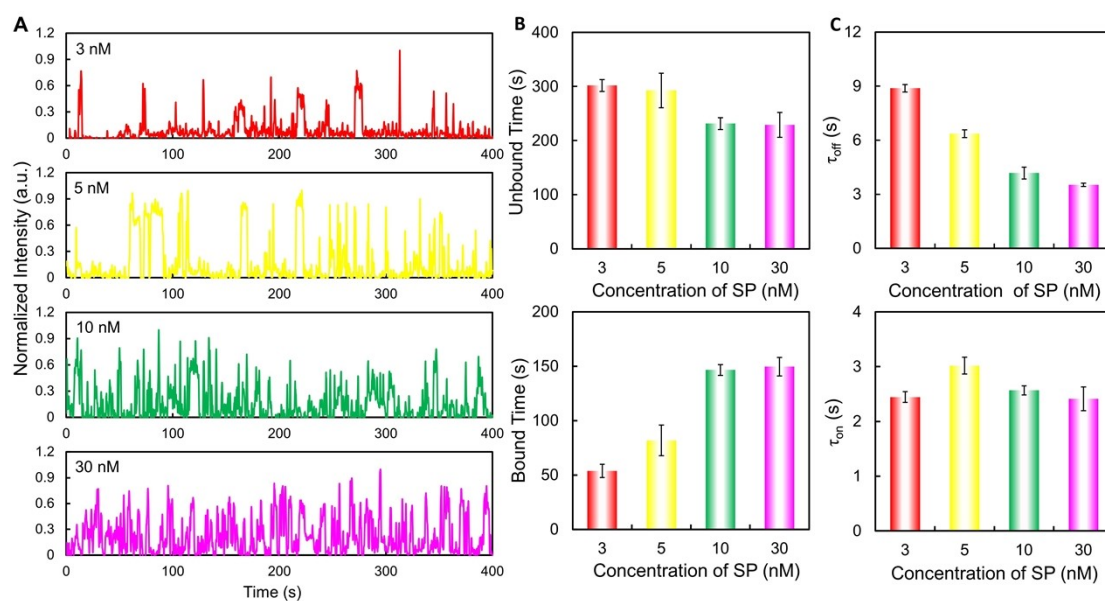 A
Normalized Intensity (a.u.)
3 nM
1.2
0.9
0.6
0.3
0
0 100 200 300 400
5 nM
1.2
0.9
0.6
0.3
0
0 100 200 300 400
10 nM
1.2
0.9
0.6
0.3
0
0 100 200 300 400
30 nM
1.2
0.9
0.6
0.3
0
0 100 200 300 400
Time (s)
B
Unbound Time (s)
400
300
200
100
0
3 5 10 30
Concentration of SP (nM)
Bound Time (s)
200
150
100
50
0
3 5 10 30
Concentration of SP (nM)
C
τoff (s)
12
9
6
3
0
3 5 10 30
Concentration of SP (nM)
τon (s)
4
3
2
1
0
3 5 10 30
Concentration of SP (nM)